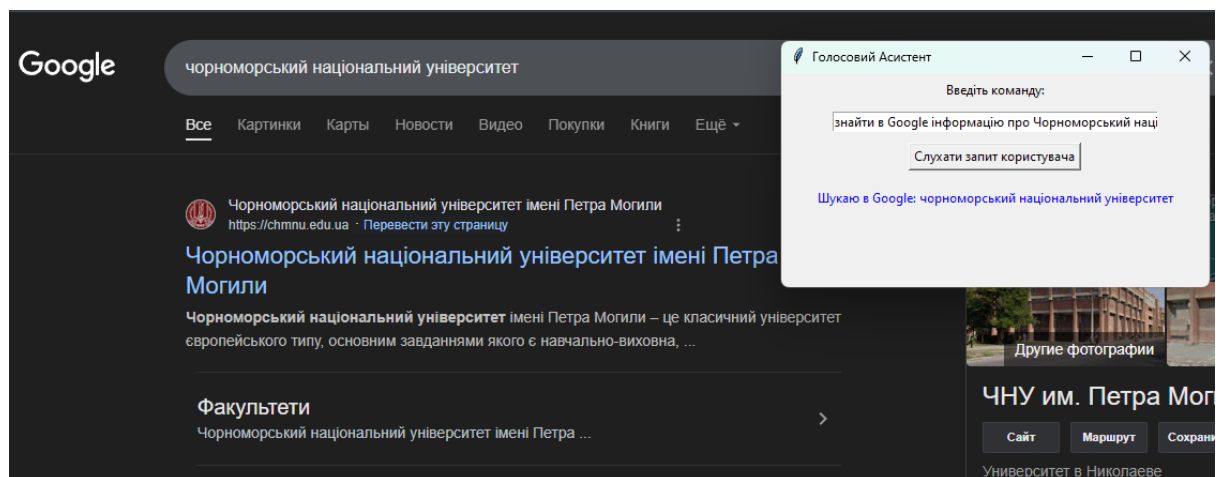 Google
чорноморський національний університет
Все Картинки Карты Новости Видео Покупки Книги Ещё
Чорноморський національний університет імені Петра Могили
https://chmnu.edu.ua · Перевести эту страницу
Чорноморський національний університет імені Петра
Могили
Чорноморський національний університет імені Петра Могили – це класичний університет
європейського типу, основним завданнями якого є навчально-виховна, ...
Факультети
Чорноморський національний університет імені Петра ...
Голосовий Асистент
Введіть команду:
знайти в Google інформацію про Чорноморський наці
Слухати запит користувача
Шукаю в Google: чорноморський національний університет
Другие фотографии
ЧНУ им. Петра Мог
Сайт Маршрут Сохрани
Университет в Николаеве